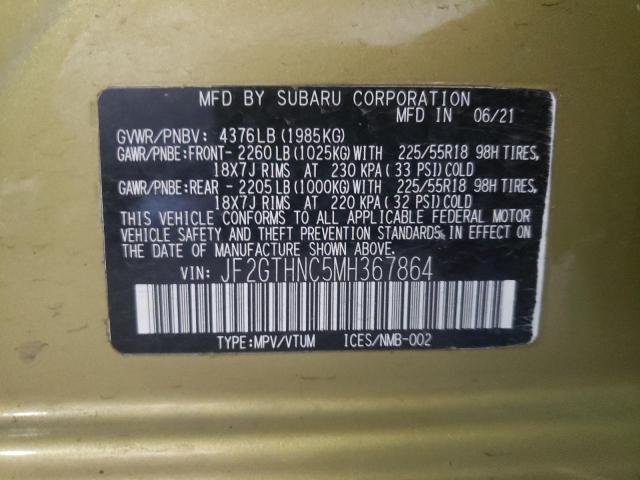 MFD BY SUBARU CORPORATION
MFD IN 06/21
GVWR/PNBV: 4376LB(1985KG)
GAWR/PNBE:FRONT- 2260LB(1025KG)WITH 225/55R18 98H TIRES,
18X7J RIMS AT 230 KPA( 33 PSI)COLD
GAWR/PNBE:REAR - 2205LB(1000KG)WITH 225/55R18 98H TIRES,
18X7J RIMS AT 220 KPA( 32 PSI)COLD
THIS VEHICLE CONFORMS TO ALL APPLICABLE FEDERAL MOTOR
VEHICLE SAFETY AND THEFT PREVENTION STANDARDS IN EFFECT ON
THE DATE OF MANUFACTURE SHOWN ABOVE.
VIN: JF2GTHNC5MH367864
TYPE:MPV/VTUM ICES/NMB-002